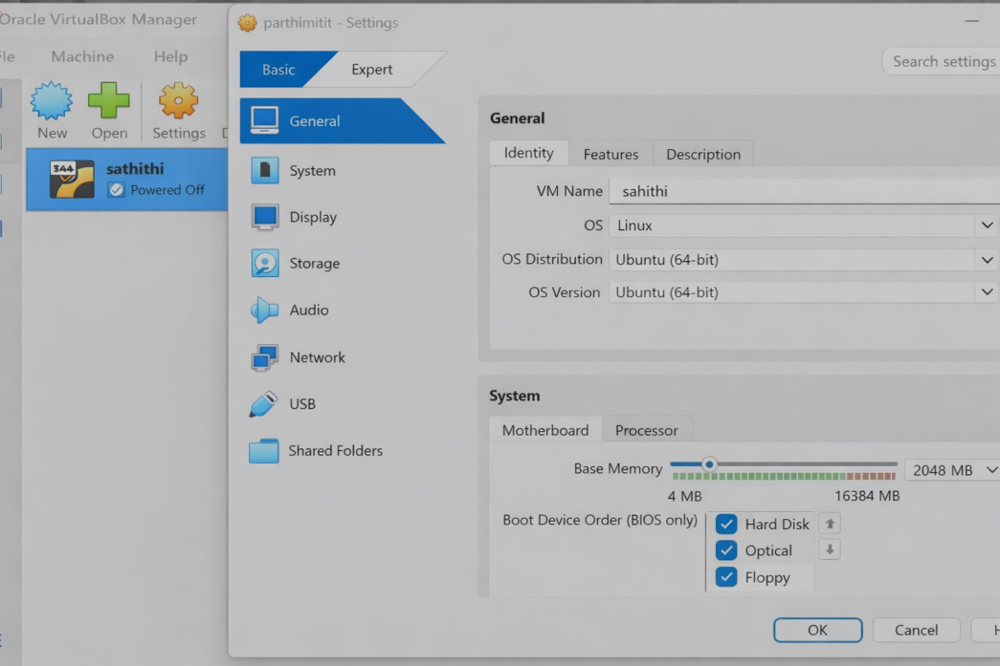 Oracle VirtualBox Manager
Machine Help
New Open Settings
344
sathithi
Powered Off
parthimitit - Settings
Basic Expert
Search settings
General
System
Display
Storage
Audio
Network
USB
Shared Folders
General
Identity Features Description
VM Name sahithi
OS Linux
OS Distribution Ubuntu (64-bit)
OS Version Ubuntu (64-bit)
System
Motherboard Processor
Base Memory 2048 MB
4 MB 16384 MB
Boot Device Order (BIOS only) Hard Disk
Optical
Floppy
OK Cancel